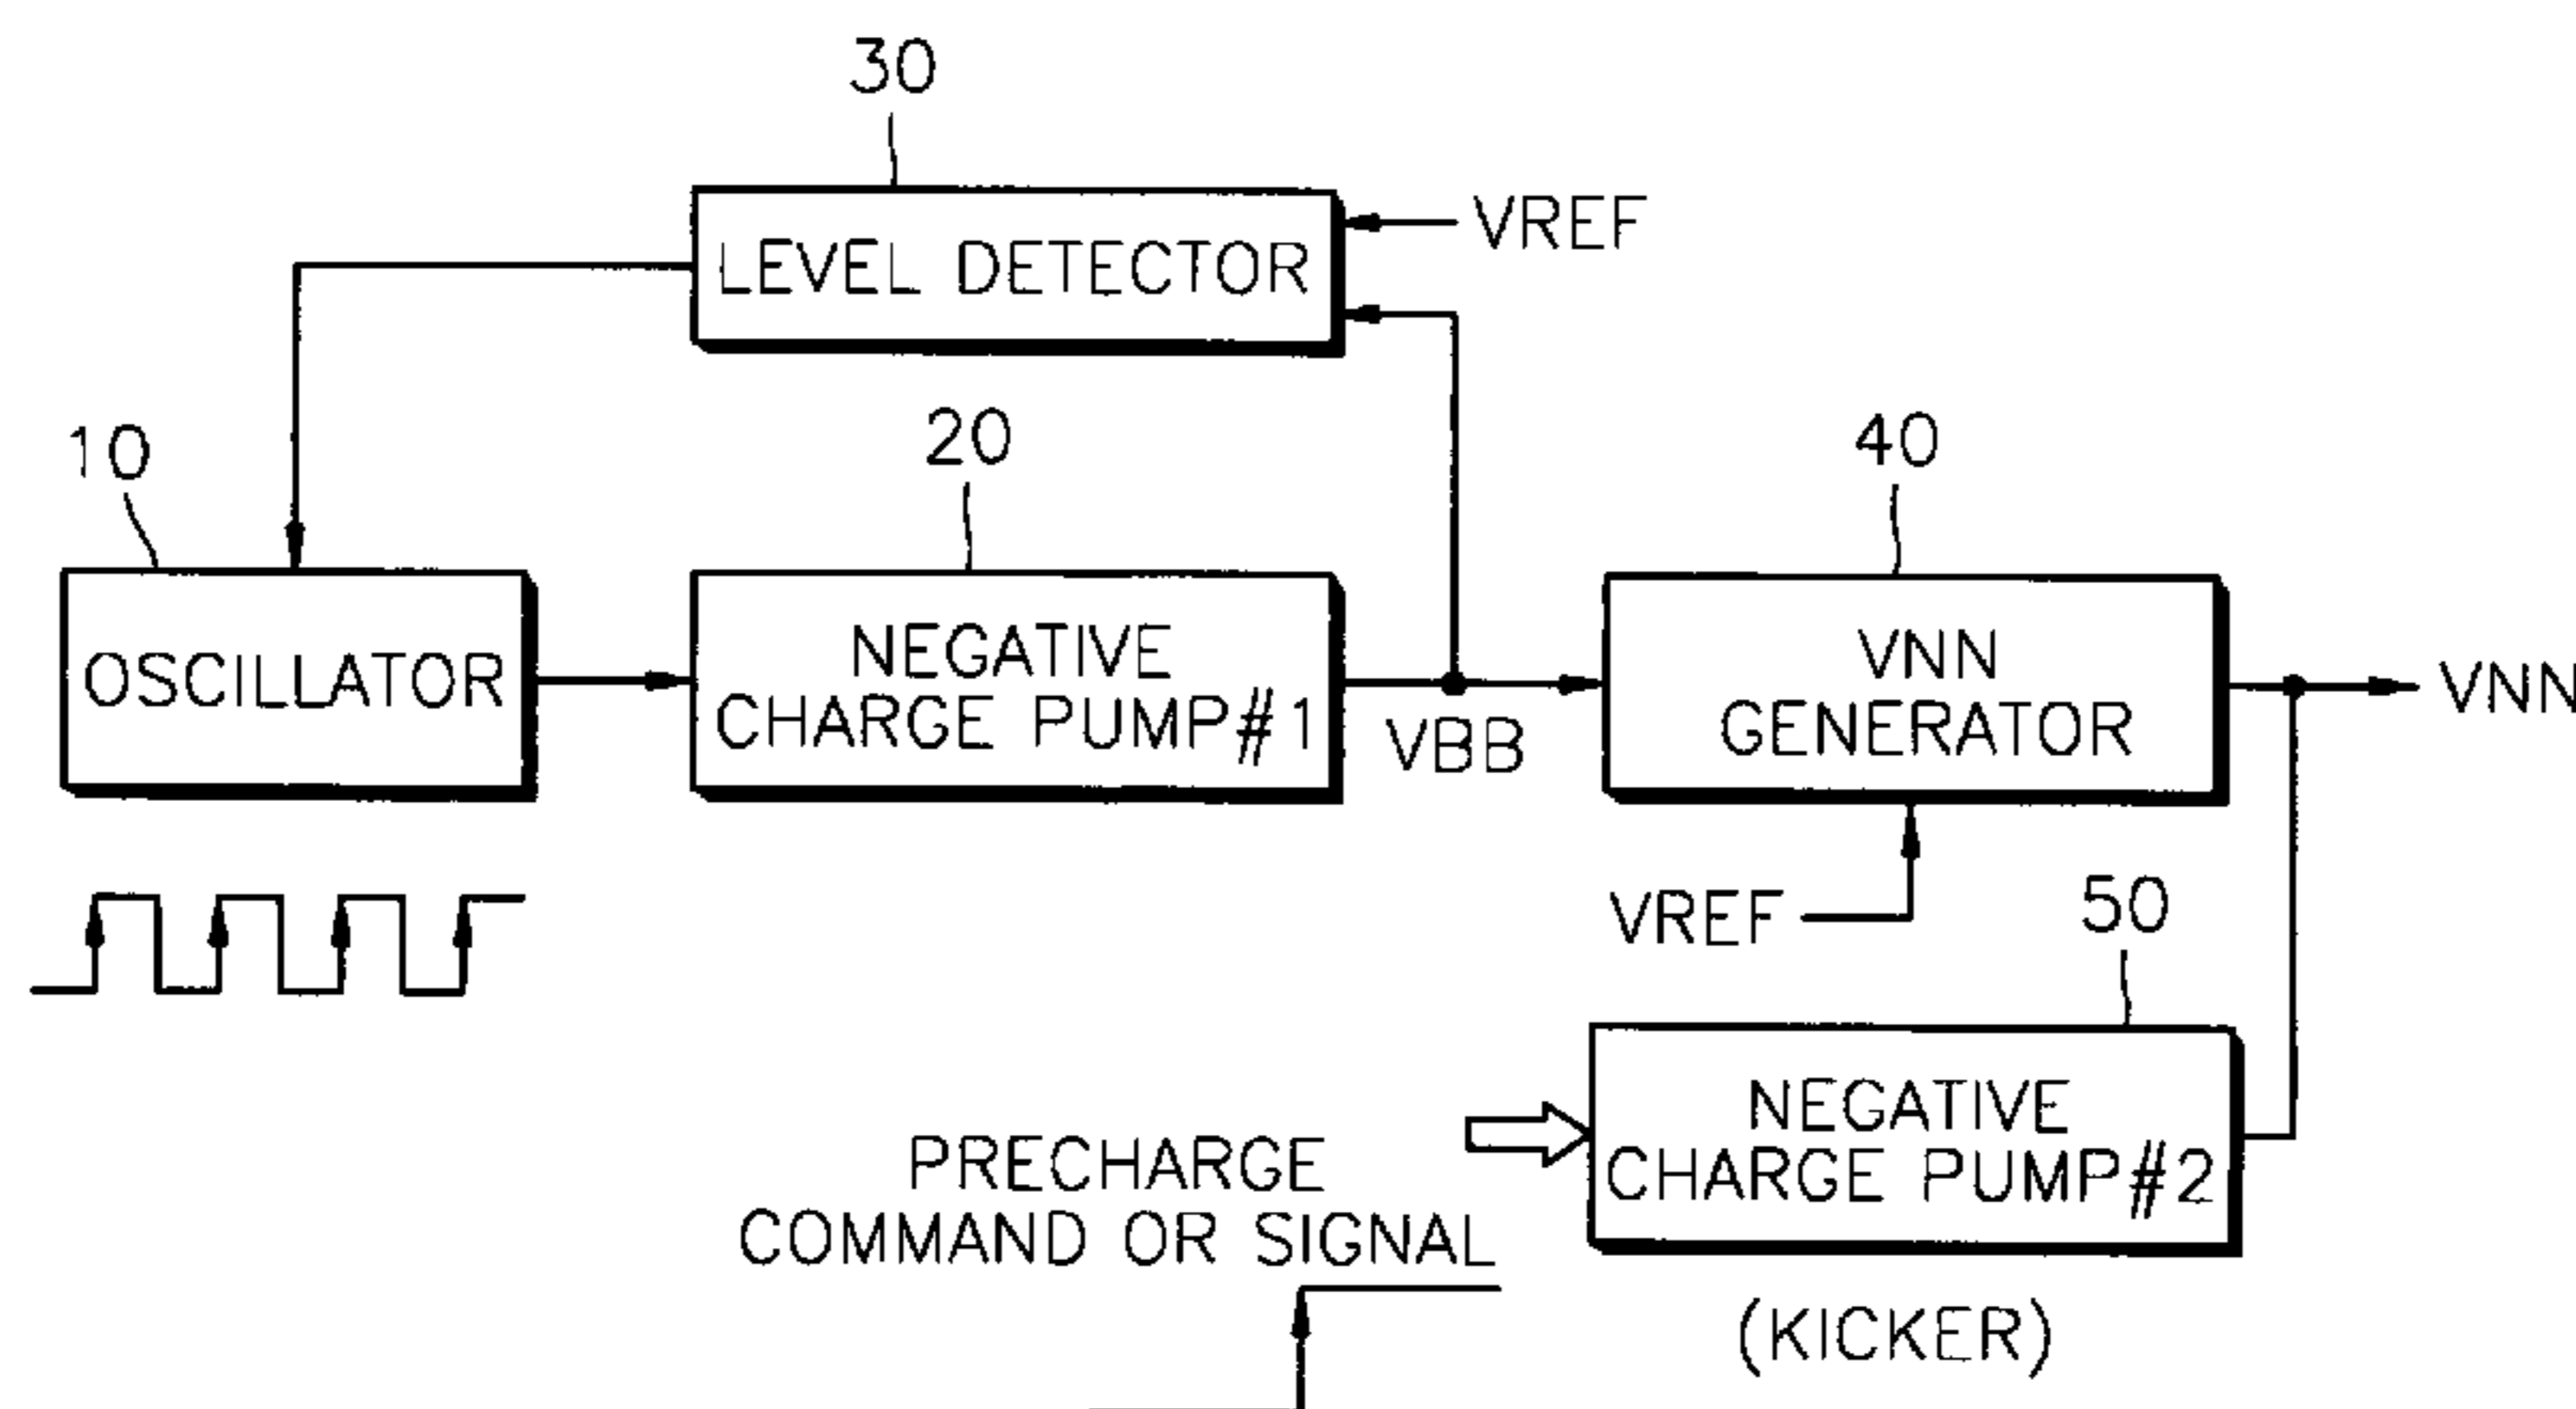 30
VREF
LEVEL DETECTOR
10
20
40
OSCILLATOR
NEGATIVE
CHARGE PUMP#1
VBB
VNN
GENERATOR
VNN
VREF
50
PRECHARGE
COMMAND OR SIGNAL
NEGATIVE
CHARGE PUMP#2
(KICKER)